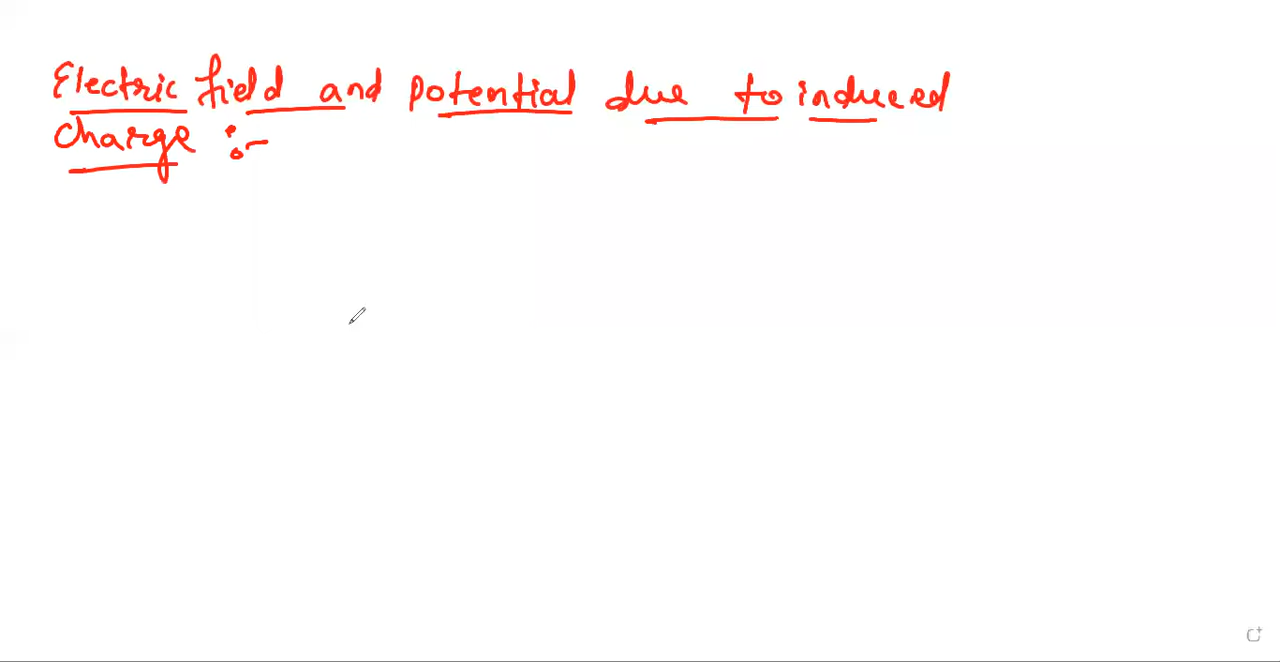 Electric field and potential due to induced
charge :-